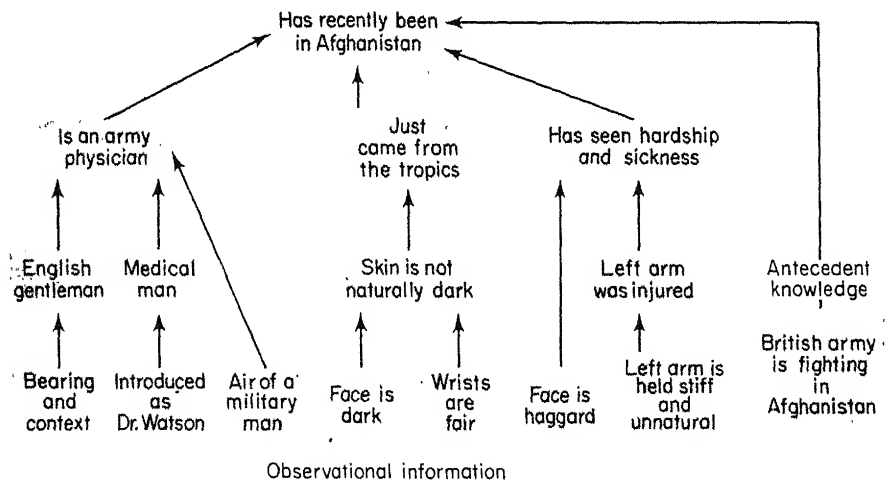 Has recently been
in Afghanistan
Is an army
physician
Just
came from
the tropics
Has seen hardship
and sickness
English
gentleman
Medical
man
Skin is not
naturally dark
Left arm
was injured
Antecedent
knowledge
Bearing
and
context
Introduced
as
Dr. Watson
Air of a
military
man
Face is
dark
Wrists
are
fair
Face is
haggard
Left arm is
held stiff
and
unnatural
British army
is fighting
in
Afghanistan
Observational information